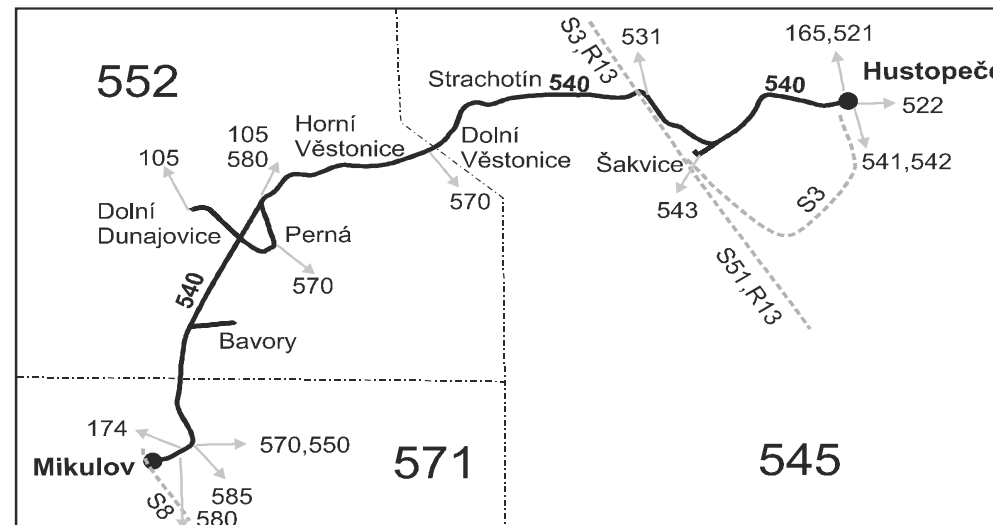 S3,R13
531
165,521
552
Strachotín
540
540
Hustopeče
522
Horní
Věstonice
105
580
105
Dolní
Věstonice
Šakvice
541,542
570
543
S3
Dolní
Dunajovice
Perná
570
S51,R13
540
Bavory
174
570,550
Mikulov
571
545
585
S8
580